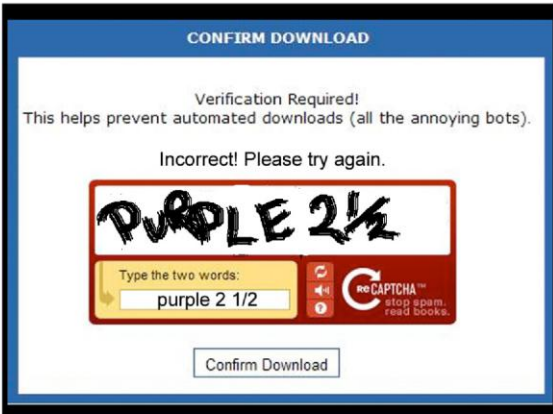 CONFIRM DOWNLOAD
Verification Required!
This helps prevent automated downloads (all the annoying bots).
Incorrect! Please try again.
PURPLE 2½
Type the two words:
purple 2 1/2
ReCAPTCHA™
stop spam.
read books.
?
Confirm Download